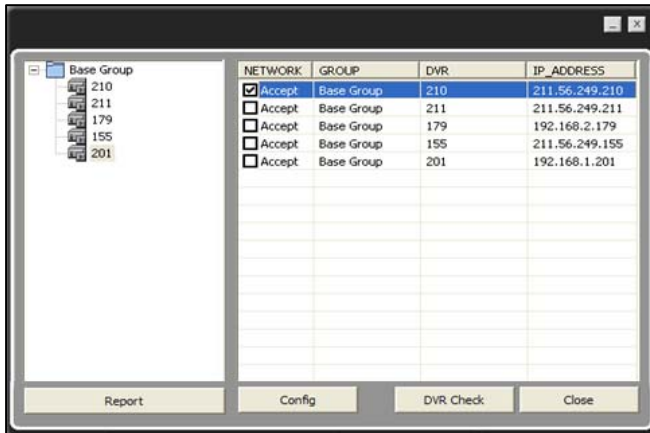 Base Group
210
211
179
155
201
NETWORK GROUP DVR IP_ADDRESS
Accept Base Group 210 211.56.249.210
Accept Base Group 211 211.56.249.211
Accept Base Group 179 192.168.2.179
Accept Base Group 155 211.56.249.155
Accept Base Group 201 192.168.1.201
Report Config DVR Check Close